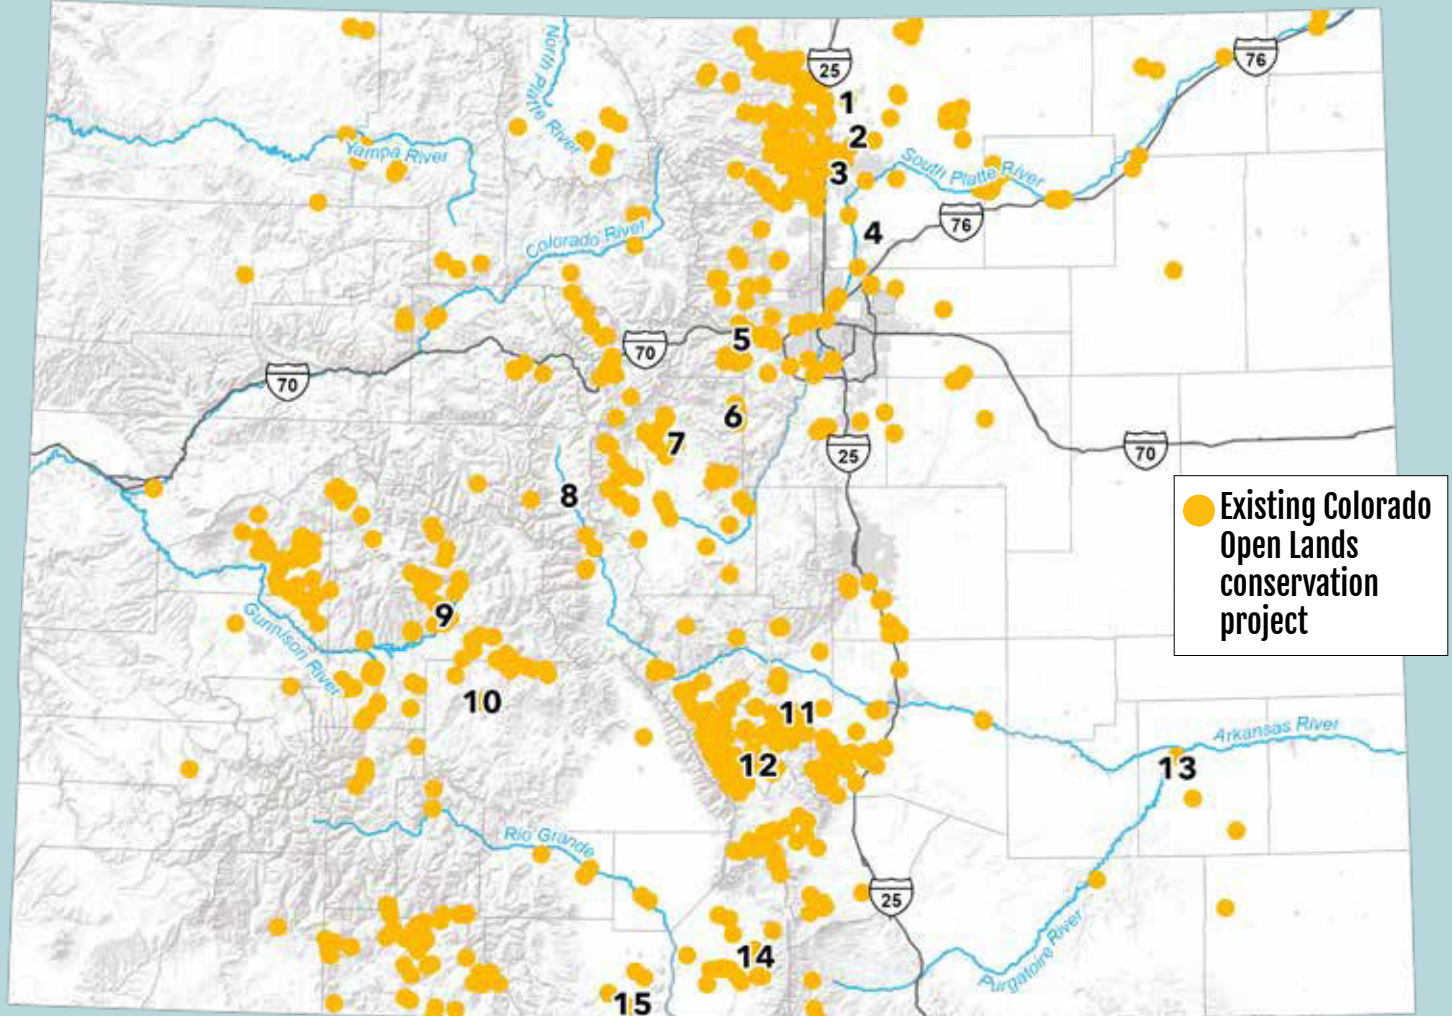 North Platte River
25
76
1
2
3
Yampa River
South Platte River
76
4
Colorado River
5
70
70
6
7
25
70
8
Existing Colorado
Open Lands
conservation
project
9
Gunnison River
10
11
12
Arkansas River
13
Rio Grande
25
14
Purgatoire River
15